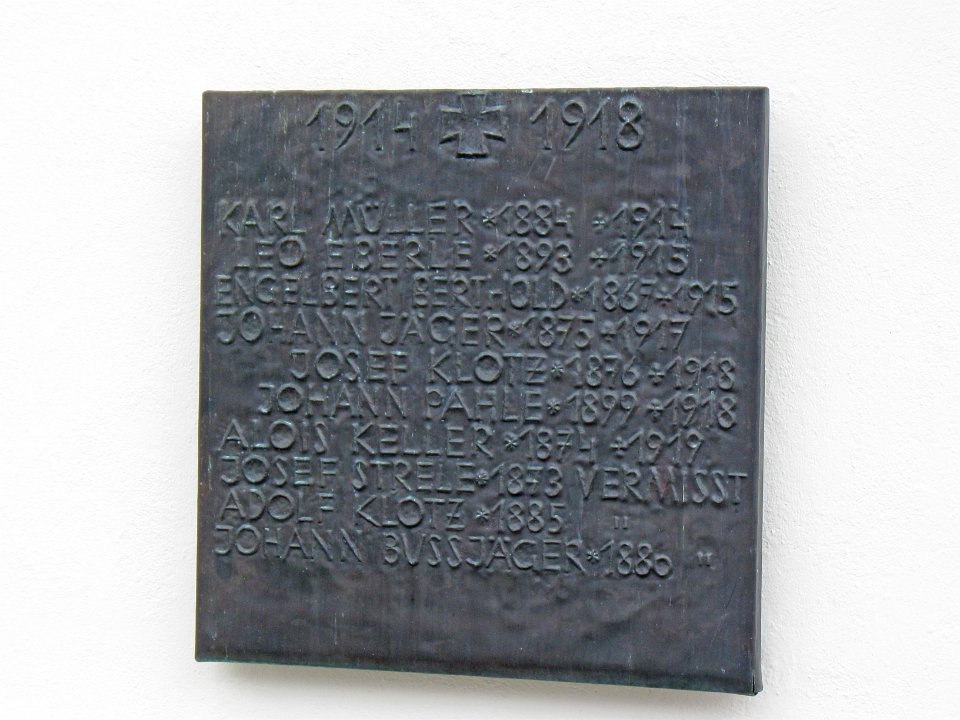 1914 1918
KARL MÜLLER *1884 +1914
LEO EBERLE *1893 +1915
ENGELBERT BERTHOLD *1867 +1915
JOHANN JÄGER *1875 +1917
JOSEF KLOTZ *1876 +1918
JOHANN PAHLE *1899 +1918
ALOIS KELLER *1874 +1919
JOSEF STRELE *1873 VERMISST
ADOLF KLOTZ *1885 "
JOHANN BUSSJÄGER *1880 "